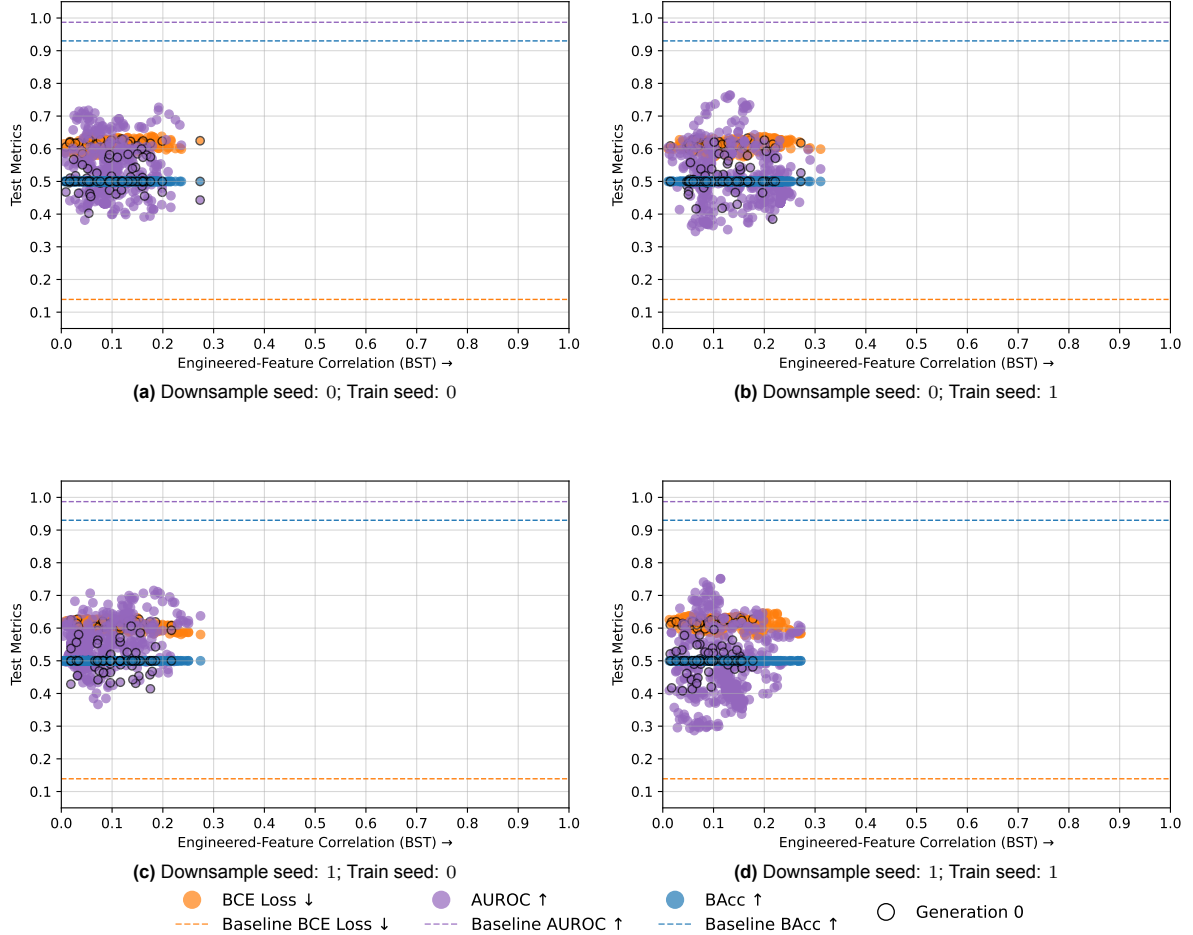 1.0
0.9
0.8
0.7
0.6
0.5
0.4
0.3
0.2
0.1
Test Metrics
0.0 0.1 0.2 0.3 0.4 0.5 0.6 0.7 0.8 0.9 1.0
Engineered-Feature Correlation (BST) →
(a) Downsample seed: 0; Train seed: 0
1.0
0.9
0.8
0.7
0.6
0.5
0.4
0.3
0.2
0.1
Test Metrics
0.0 0.1 0.2 0.3 0.4 0.5 0.6 0.7 0.8 0.9 1.0
Engineered-Feature Correlation (BST) →
(b) Downsample seed: 0; Train seed: 1
1.0
0.9
0.8
0.7
0.6
0.5
0.4
0.3
0.2
0.1
Test Metrics
0.0 0.1 0.2 0.3 0.4 0.5 0.6 0.7 0.8 0.9 1.0
Engineered-Feature Correlation (BST) →
(c) Downsample seed: 1; Train seed: 0
1.0
0.9
0.8
0.7
0.6
0.5
0.4
0.3
0.2
0.1
Test Metrics
0.0 0.1 0.2 0.3 0.4 0.5 0.6 0.7 0.8 0.9 1.0
Engineered-Feature Correlation (BST) →
(d) Downsample seed: 1; Train seed: 1
BCE Loss ↓ AUROC ↑ BAcc ↑ Generation 0
Baseline BCE Loss ↓ Baseline AUROC ↑ Baseline BAcc ↑